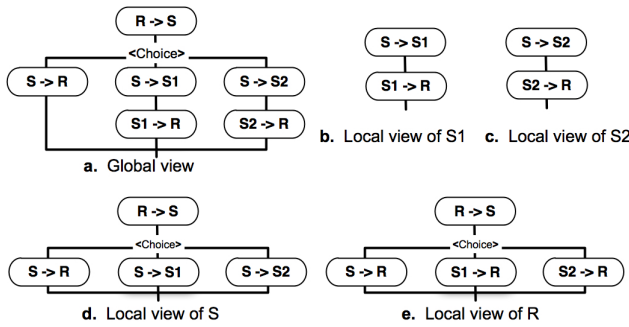 R -> S
<Choice>
S -> R
S -> S1
S -> S2
S1 -> R
S2 -> R
a. Global view
S -> S1
S1 -> R
b. Local view of S1
S -> S2
S2 -> R
c. Local view of S2
R -> S
<Choice>
S -> R
S -> S1
S -> S2
d. Local view of S
R -> S
<Choice>
S -> R
S1 -> R
S2 -> R
e. Local view of R